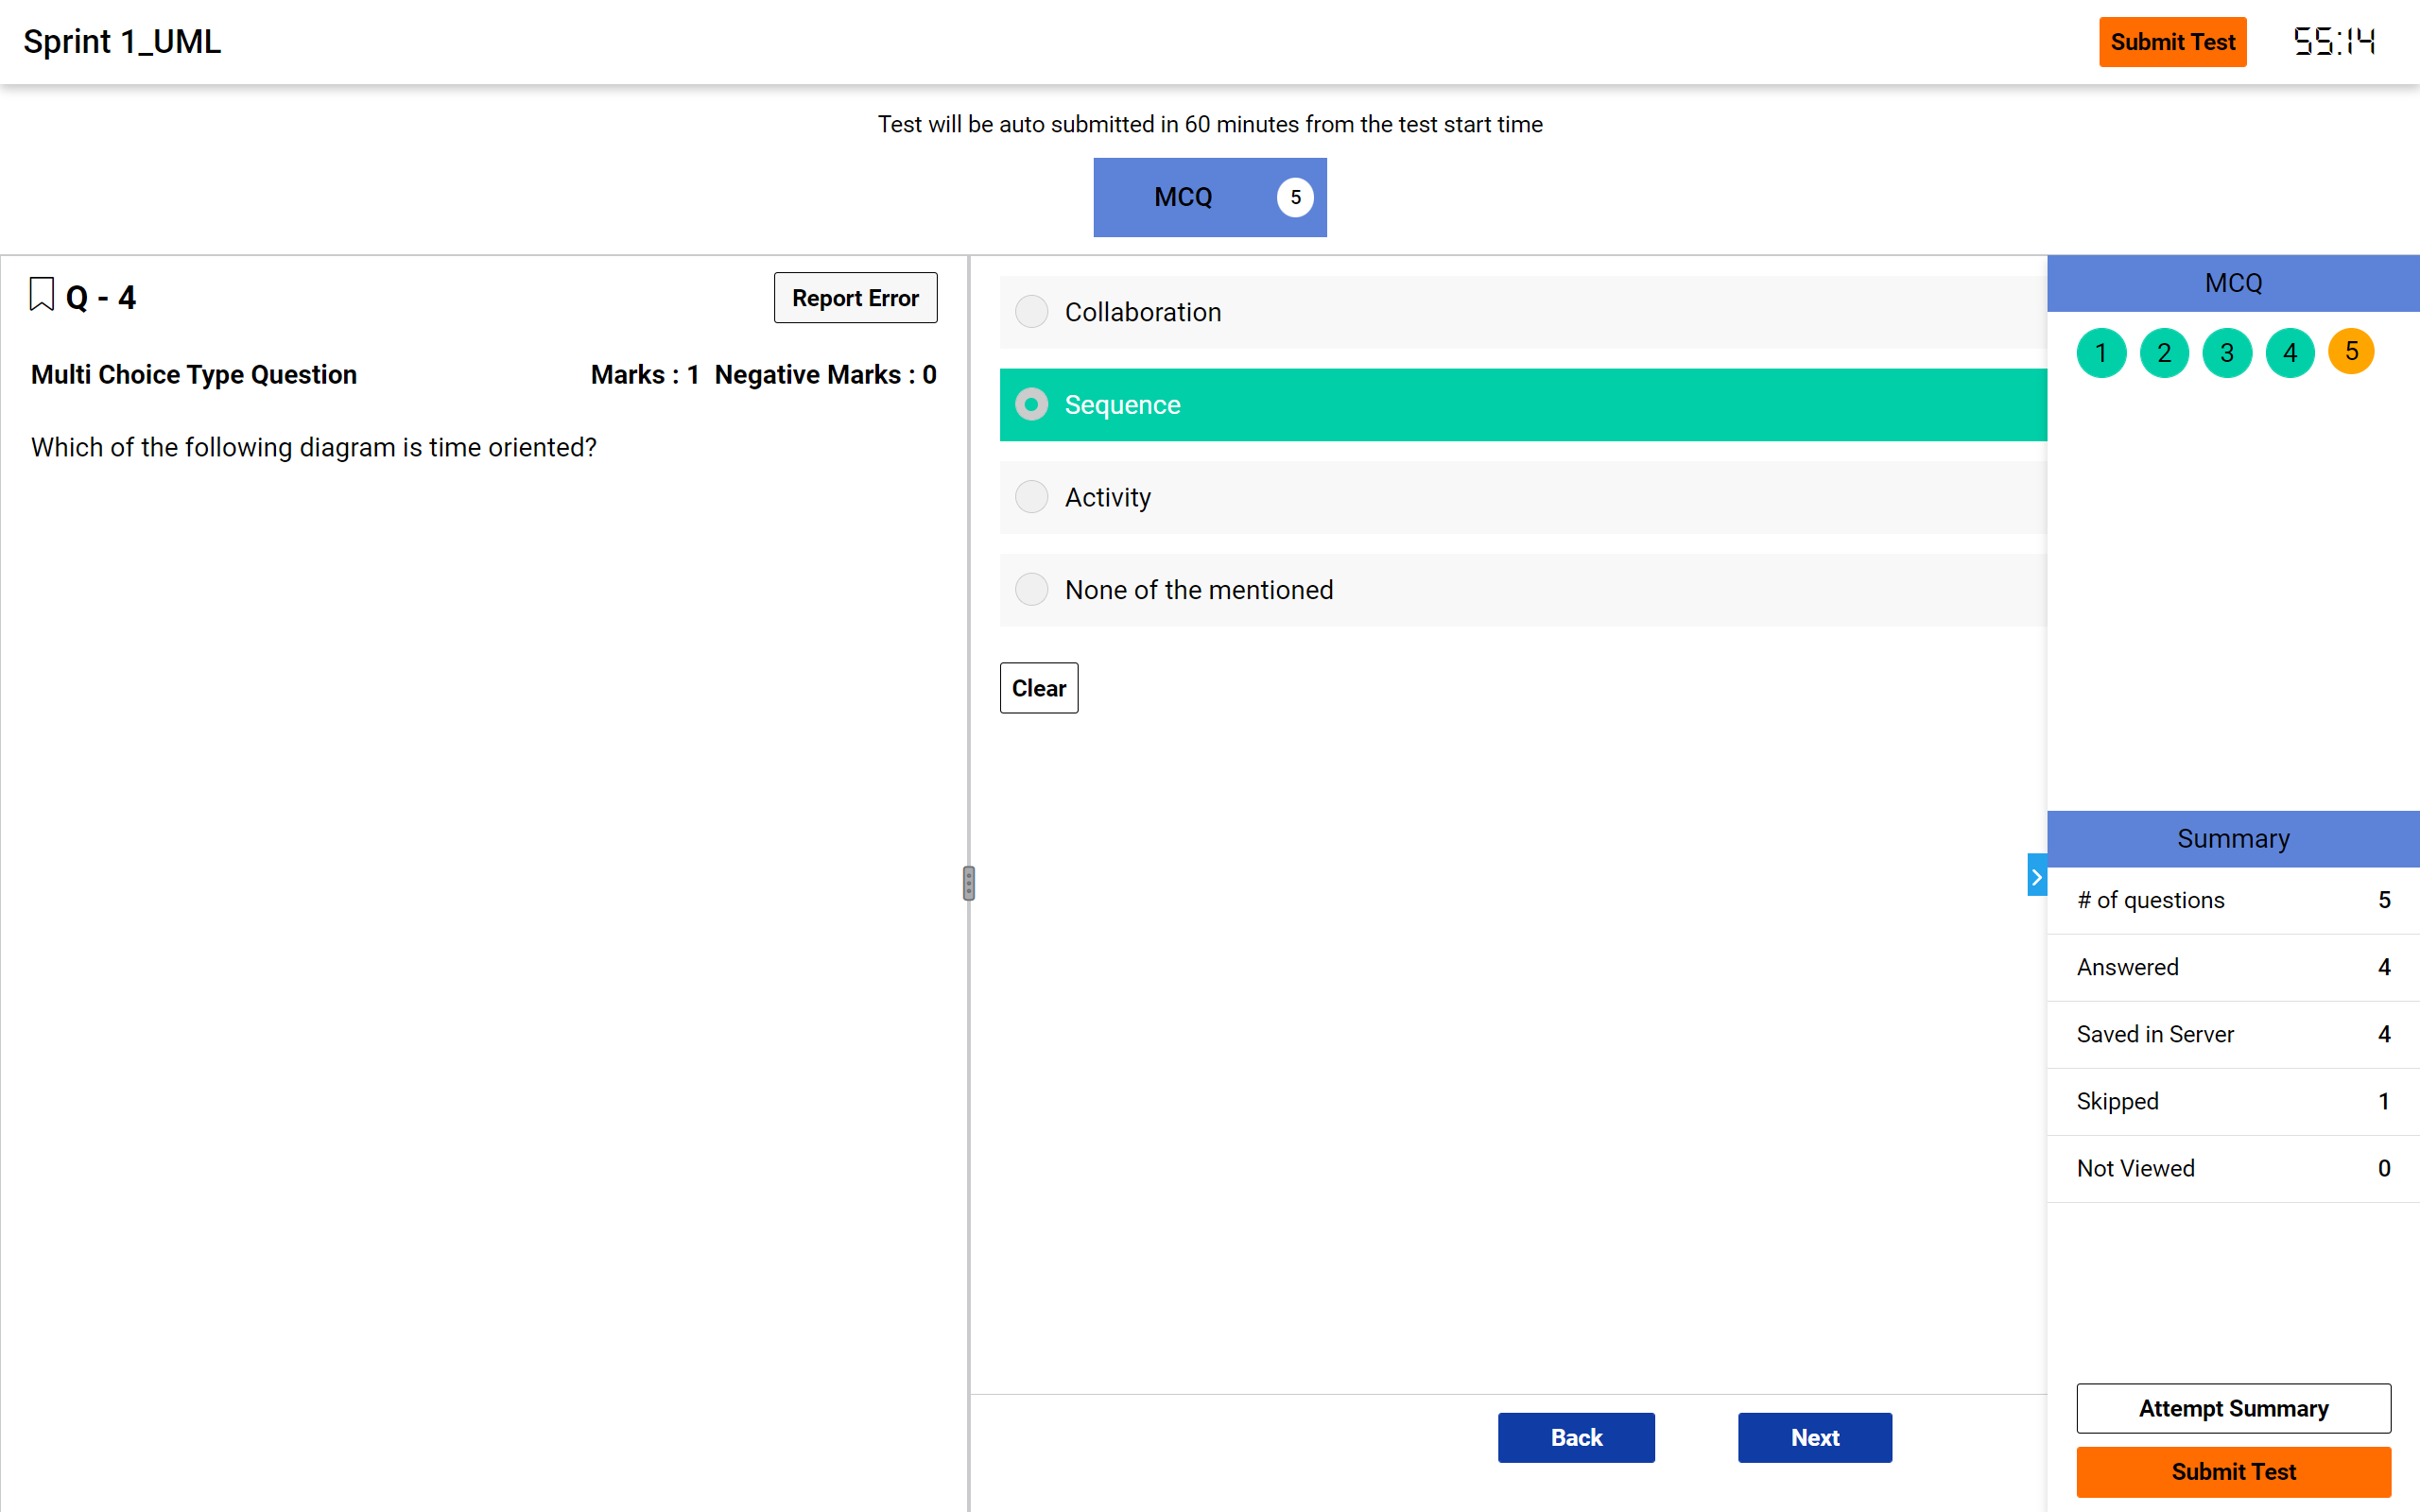 Sprint 1_UML
Submit Test
55:14
Test will be auto submitted in 60 minutes from the test start time
MCQ 5
Q - 4
Report Error
Multi Choice Type Question
Marks : 1 Negative Marks : 0
Which of the following diagram is time oriented?
Collaboration
Sequence
Activity
None of the mentioned
Clear
Back
Next
MCQ
1 2 3 4 5
Summary
# of questions 5
Answered 4
Saved in Server 4
Skipped 1
Not Viewed 0
Attempt Summary
Submit Test